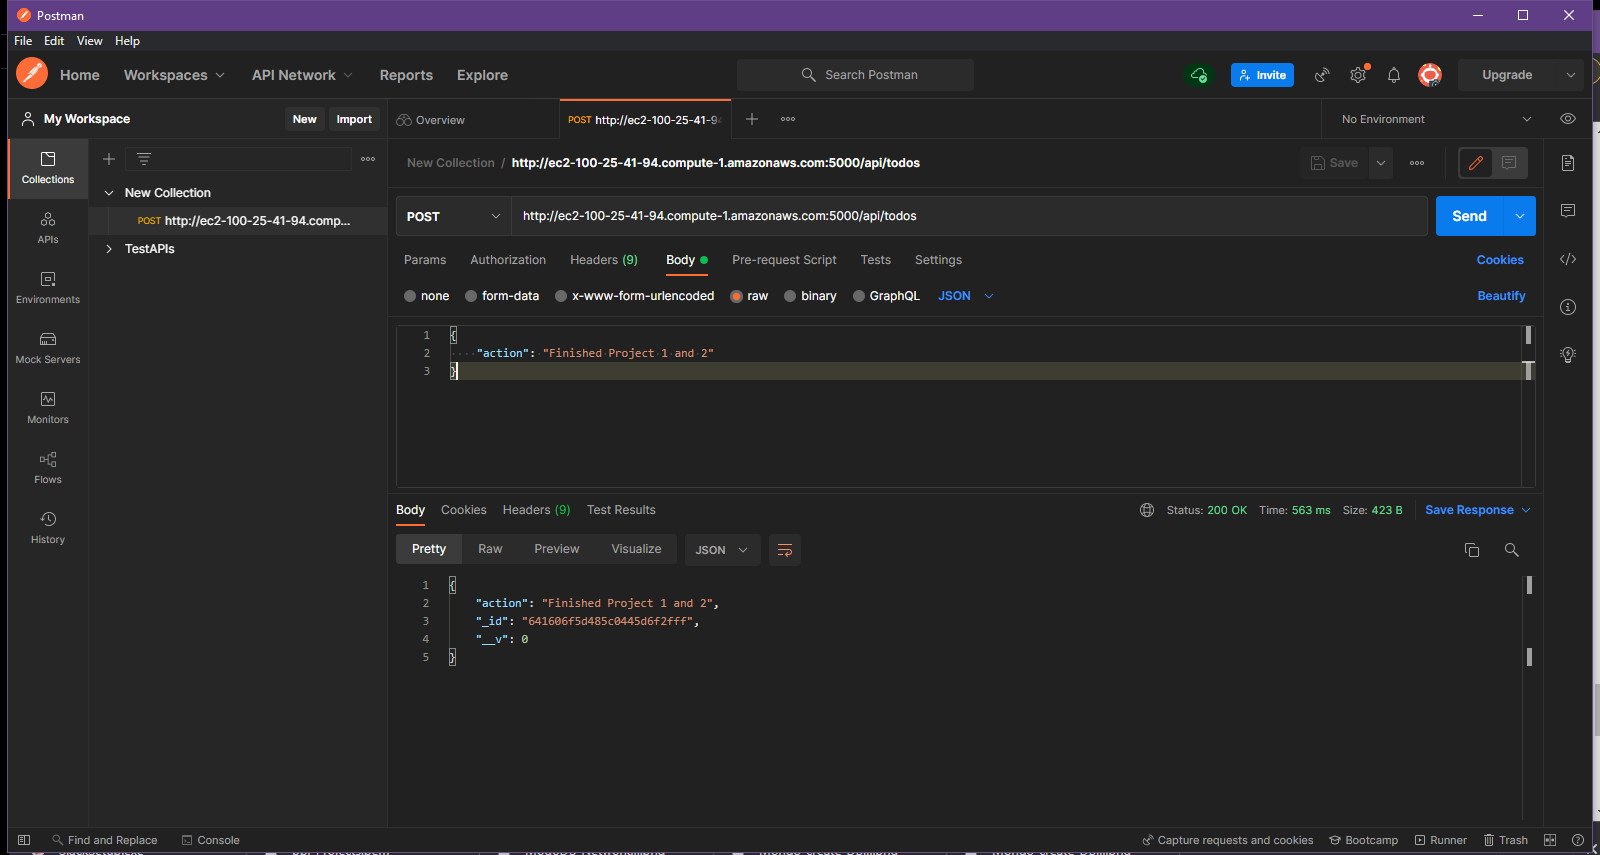 Postman
File Edit View Help
Home Workspaces API Network Reports Explore Search Postman Invite Upgrade
My Workspace New Import Overview POST http://ec2-100-25-41-9 No Environment
New Collection / http://ec2-100-25-41-94.compute-1.amazonaws.com:5000/api/todos Save
Collections
APIs
Environments
Mock Servers
Monitors
Flows
History
New Collection
POST http://ec2-100-25-41-94.comp...
TestAPIs
POST http://ec2-100-25-41-94.compute-1.amazonaws.com:5000/api/todos Send
Params Authorization Headers (9) Body Pre-request Script Tests Settings Cookies
none form-data x-www-form-urlencoded raw binary GraphQL JSON Beautify
1 {
2 "action": "Finished Project 1 and 2"
3 }
Body Cookies Headers (9) Test Results Status: 200 OK Time: 563 ms Size: 423 B Save Response
Pretty Raw Preview Visualize JSON
1 {
2 "action": "Finished Project 1 and 2",
3 "_id": "641606f5d485c0445d6f2fff",
4 "__v": 0
5 }
Find and Replace Console Capture requests and cookies Bootcamp Runner Trash